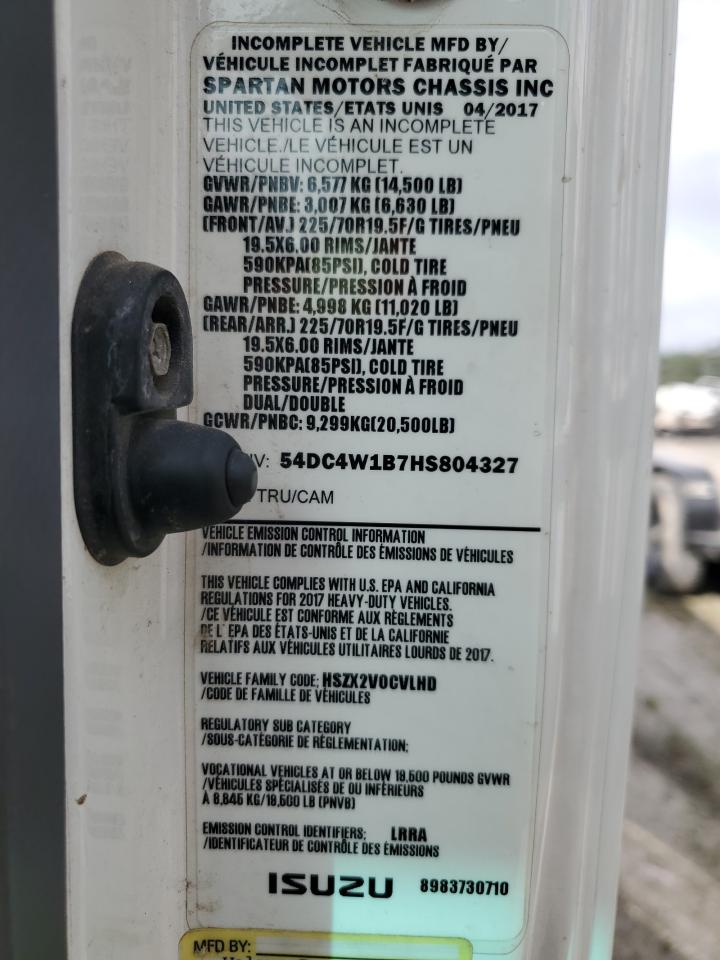 INCOMPLETE VEHICLE MFD BY/
VÉHICULE INCOMPLET FABRIQUÉ PAR
SPARTAN MOTORS CHASSIS INC
UNITED STATES/ETATS UNIS 04/2017
THIS VEHICLE IS AN INCOMPLETE
VEHICLE./LE VÉHICULE EST UN
VÉHICULE INCOMPLET.
GVWR/PNBV: 6,577 KG (14,500 LB)
GAWR/PNBE: 3,007 KG (6,630 LB)
(FRONT/AV.) 225/70R19.5F/G TIRES/PNEU
19.5X6.00 RIMS/JANTE
590KPA(85PSI), COLD TIRE
PRESSURE/PRESSION À FROID
GAWR/PNBE: 4,998 KG (11,020 LB)
(REAR/ARR.) 225/70R19.5F/G TIRES/PNEU
19.5X6.00 RIMS/JANTE
590KPA(85PSI), COLD TIRE
PRESSURE/PRESSION À FROID
DUAL/DOUBLE
GCWR/PNBC: 9,299KG(20,500LB)
IV: 54DC4W1B7HS804327
TRU/CAM
VEHICLE EMISSION CONTROL INFORMATION
/INFORMATION DE CONTRÔLE DES ÉMISSIONS DE VÉHICULES
THIS VEHICLE COMPLIES WITH U.S. EPA AND CALIFORNIA
REGULATIONS FOR 2017 HEAVY-DUTY VEHICLES.
/CE VÉHICULE EST CONFORME AUX RÈGLEMENTS
DE L' EPA DES ÉTATS-UNIS ET DE LA CALIFORNIE
RELATIFS AUX VÉHICULES UTILITAIRES LOURDS DE 2017.
VEHICLE FAMILY CODE; HSZX2VOCVLHD
/CODE DE FAMILLE DE VÉHICULES
REGULATORY SUB CATEGORY
/SOUS-CATÉGORIE DE RÉGLEMENTATION;
VOCATIONAL VEHICLES AT OR BELOW 19,500 POUNDS GVWR
/VÉHICULES SPÉCIALISÉS DE OU INFÉRIEURS
À 8,845 KG/19,500 LB (PNVB)
EMISSION CONTROL IDENTIFIERS; LRRA
/IDENTIFICATEUR DE CONTRÔLE DES ÉMISSIONS
ISUZU 8983730710
MFD BY: